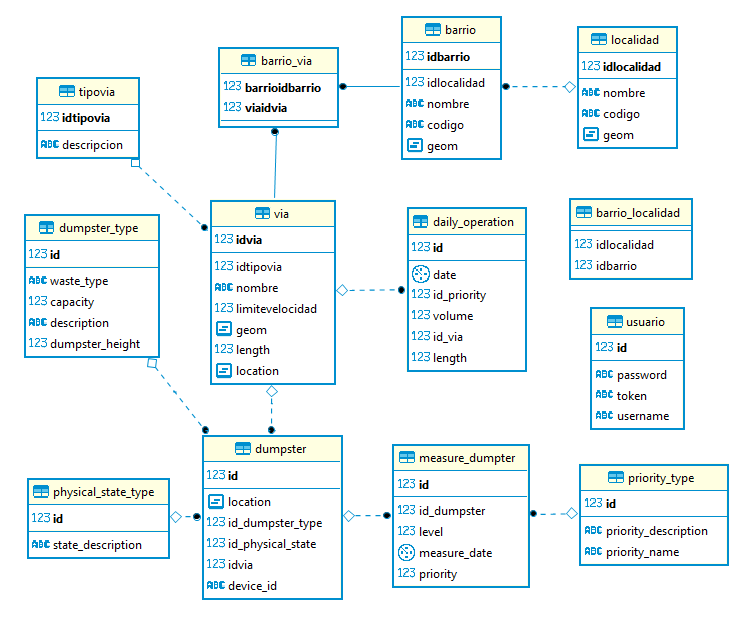 barrio
123 idbarrio
123 idlocalidad
ABC nombre
ABC codigo
geom
localidad
123 idlocalidad
ABC nombre
ABC codigo
geom
barrio_via
123 barrioidbarrio
123 viaidvia
tipovia
123 idtipovia
ABC descripcion
via
123 idvia
123 idtipovia
ABC nombre
123 limitevelocidad
geom
123 length
location
daily_operation
123 id
date
123 id_priority
123 volume
123 id_via
123 length
barrio_localidad
123 idlocalidad
123 idbarrio
dumpster_type
123 id
ABC waste_type
123 capacity
ABC description
123 dumpster_height
usuario
123 id
ABC password
ABC token
ABC username
dumpster
123 id
location
123 id_dumpster_type
123 id_physical_state
123 idvia
ABC device_id
measure_dumpter
123 id
123 id_dumpster
123 level
measure_date
123 priority
priority_type
123 id
ABC priority_description
ABC priority_name
physical_state_type
123 id
ABC state_description